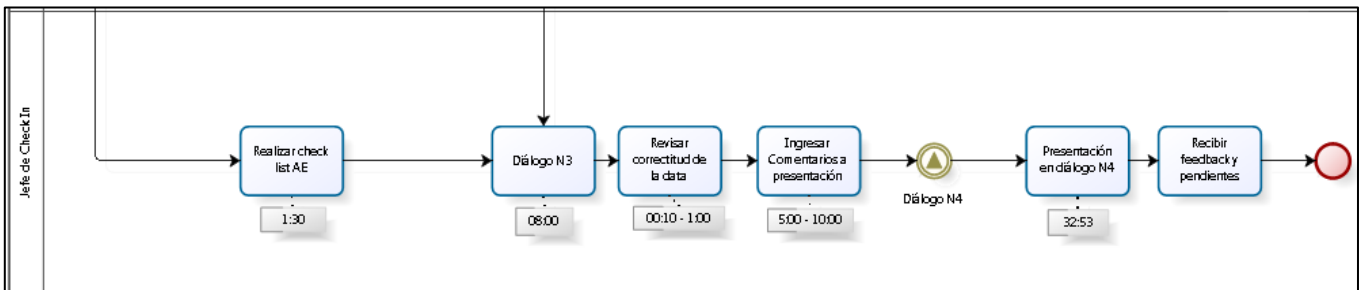 Jefe de Check In
Realizar check
list AE
1:30
Diálogo N3
08:00
Revisar
correctitud de
la data
00:10 - 1:00
Ingresar
Comentarios a
presentación
5:00 - 10:00
Diálogo N4
Presentación
en diálogo N4
32:53
Recibir
feedback y
pendientes